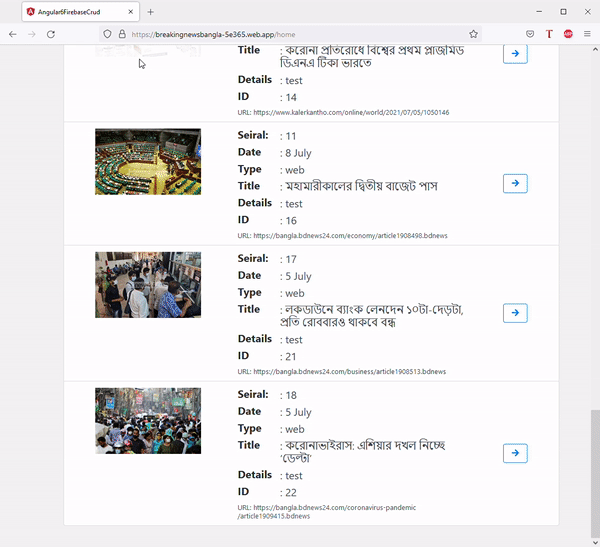 Angular6FirebaseCrud
https://breakingnewsbangla-5e365.web.app/home
Title : করোনা প্রতিরোধে বিশ্বের প্রথম প্লাজমিড
ডিএনএ টিকা ভারতে
Details : test
ID : 14
URL: https://www.kalerkantho.com/online/world/2021/07/05/1050146
Seiral: : 11
Date : 8 July
Type : web
Title : মহামারীকালের দ্বিতীয় বাজেট পাস
Details : test
ID : 16
URL: https://bangla.bdnews24.com/economy/article1908498.bdnews
Seiral: : 17
Date : 5 July
Type : web
Title : লকডাউনে ব্যাংক লেনদেন ১০টা-দেড়টা,
প্রতি রোববারও থাকবে বন্ধ
Details : test
ID : 21
URL: https://bangla.bdnews24.com/business/article1908513.bdnews
Seiral: : 18
Date : 5 July
Type : web
Title : করোনাভাইরাস: এশিয়ার দখল নিচ্ছে
‘ডেল্টা’
Details : test
ID : 22
URL: https://bangla.bdnews24.com/coronavirus-pandemic
/article1909415.bdnews